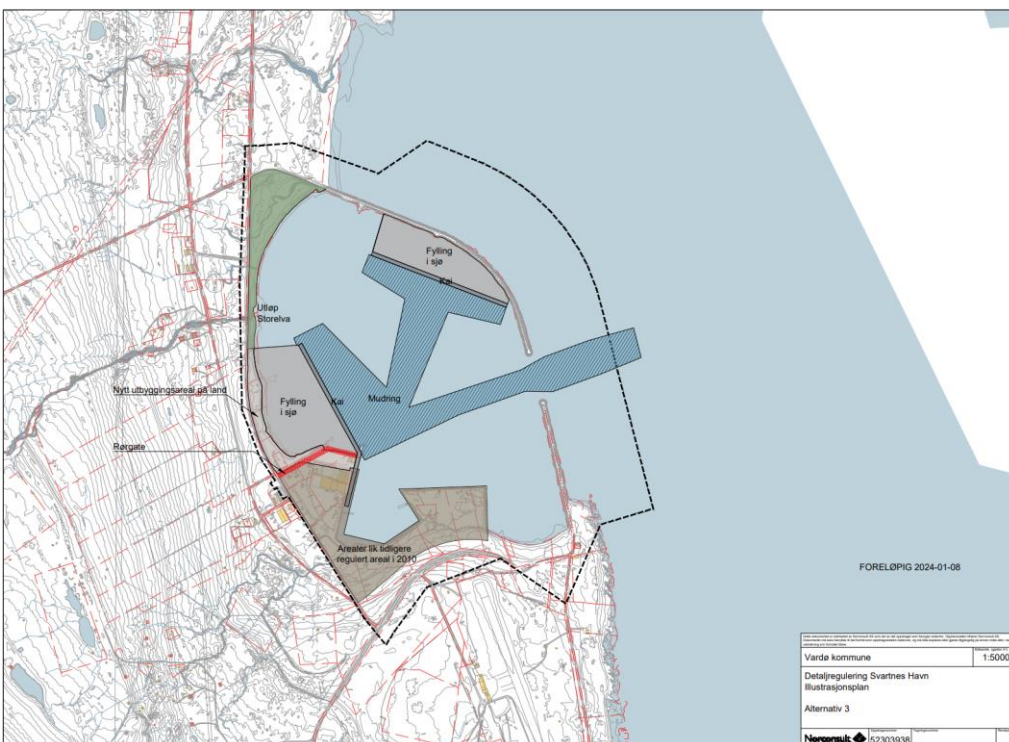 Fylling
i sjø
Kai
Utløp
Storelva
Nytt utbyggingsareal på land
Fylling
i sjø
Kai
Mudring
Rørgate
Arealer lik tidligere
regulert areal i 2010
FORELØPIG 2024-01-08
Vardø kommune
1:5000
Detaljregulering Svartnes Havn
Illustrasjonsplan
Alternativ 3
Norconsult
52303938